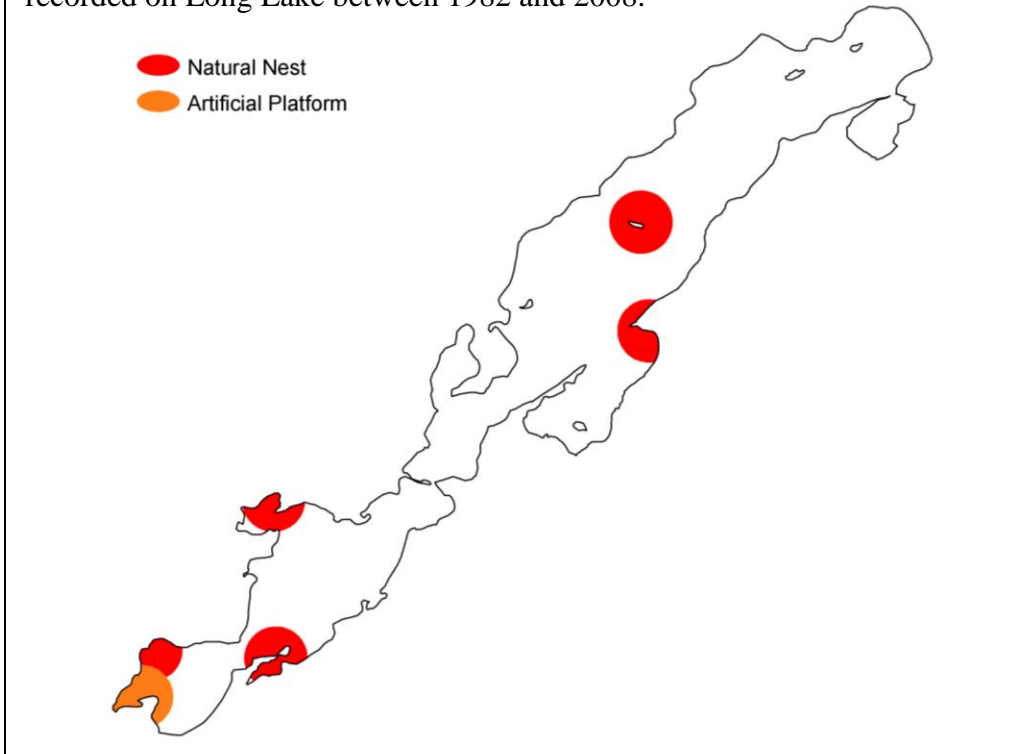 recorded on Long Lake between 1982 and 2008.
Natural Nest
Artificial Platform